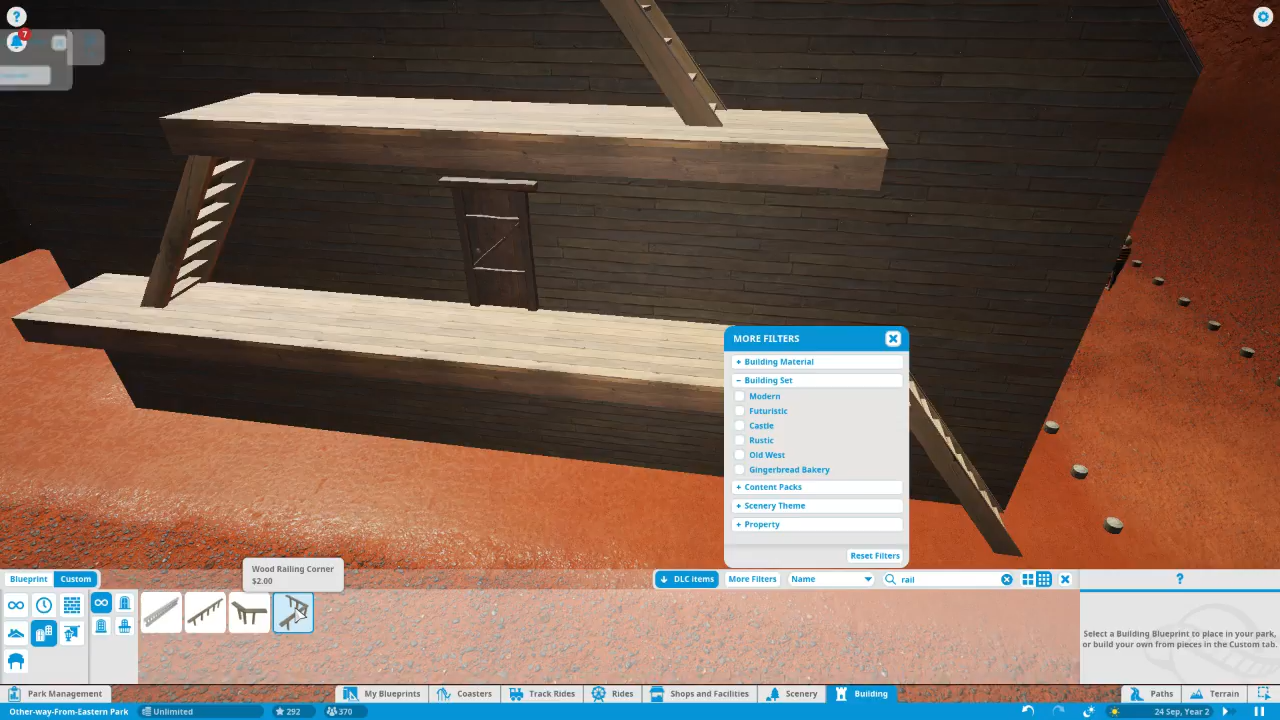 ?
7
MORE FILTERS
+ Building Material
− Building Set
Modern
Futuristic
Castle
Rustic
Old West
Gingerbread Bakery
+ Content Packs
+ Scenery Theme
+ Property
Reset Filters
Wood Railing Corner
$2.00
Blueprint
Custom
DLC items
More Filters
Name
rail
?
Select a Building Blueprint to place in your park,
or build your own from pieces in the Custom tab.
Park Management
My Blueprints
Coasters
Track Rides
Rides
Shops and Facilities
Scenery
Building
Paths
Terrain
Other-way-From-Eastern Park
Unlimited
292
370
24 Sep, Year 2